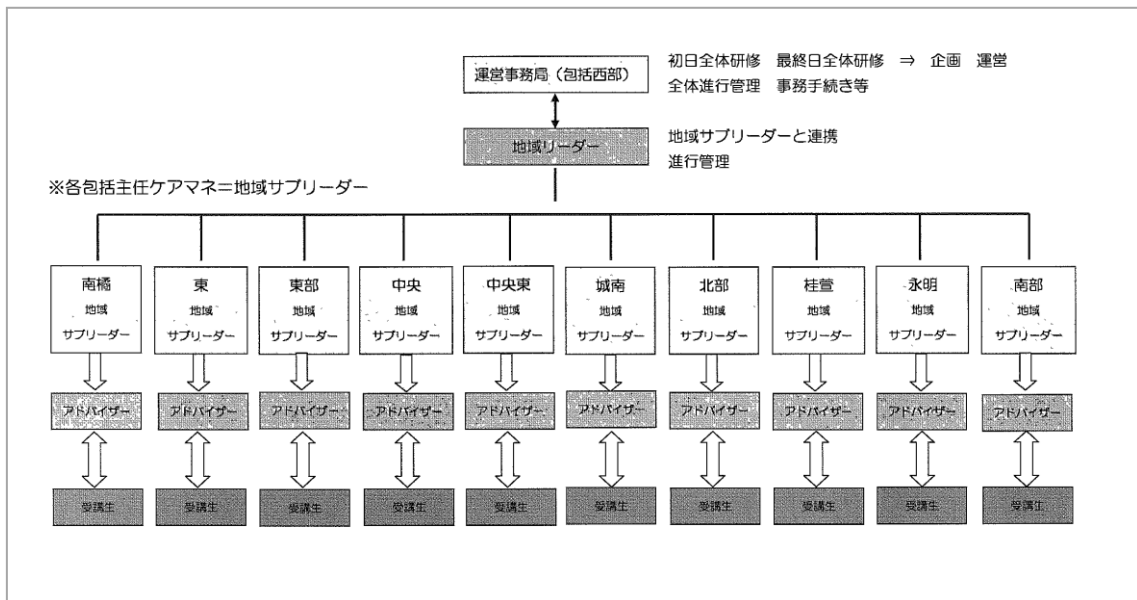 運営事務局（包括西部）
初日全体研修　最終日全体研修　⇒　企画　運営
全体進行管理　事務手続き等
地域リーダー
地域サブリーダーと連携
進行管理
※各包括主任ケアマネ＝地域サブリーダー
南橘
地域
サブリーダー
東
地域
サブリーダー
東部
地域
サブリーダー
中央
地域
サブリーダー
中央東
地域
サブリーダー
城南
地域
サブリーダー
北部
地域
サブリーダー
桂萱
地域
サブリーダー
永明
地域
サブリーダー
南部
地域
サブリーダー
アドバイザー
アドバイザー
アドバイザー
アドバイザー
アドバイザー
アドバイザー
アドバイザー
アドバイザー
アドバイザー
アドバイザー
受講生
受講生
受講生
受講生
受講生
受講生
受講生
受講生
受講生
受講生